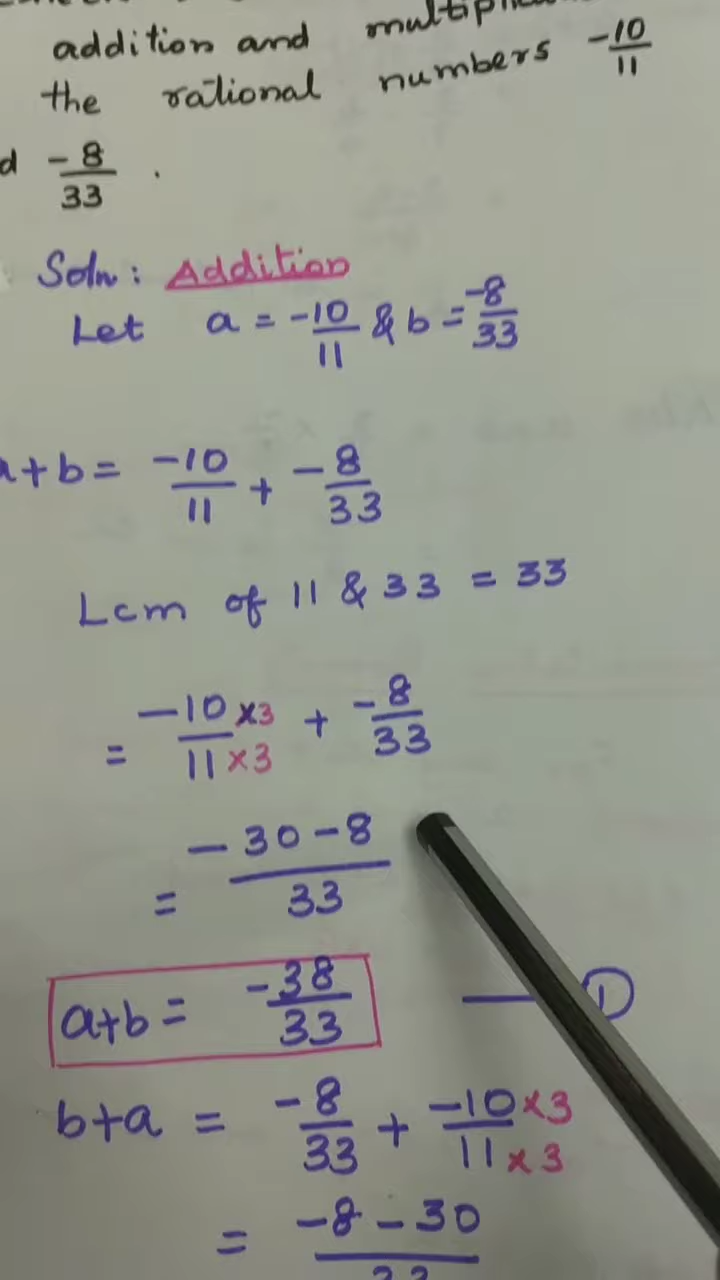 addition and
the rational numbers -10/11
-8/33 .
Soln : Addition
Let a = -10/11 & b = -8/33
a+b = -10/11 + -8/33
Lcm of 11 & 33 = 33
= -10×3/11×3 + -8/33
= -30-8/33
a+b = -38/33 — 1
b+a = -8/33 + -10×3/11×3
= -8-30/33